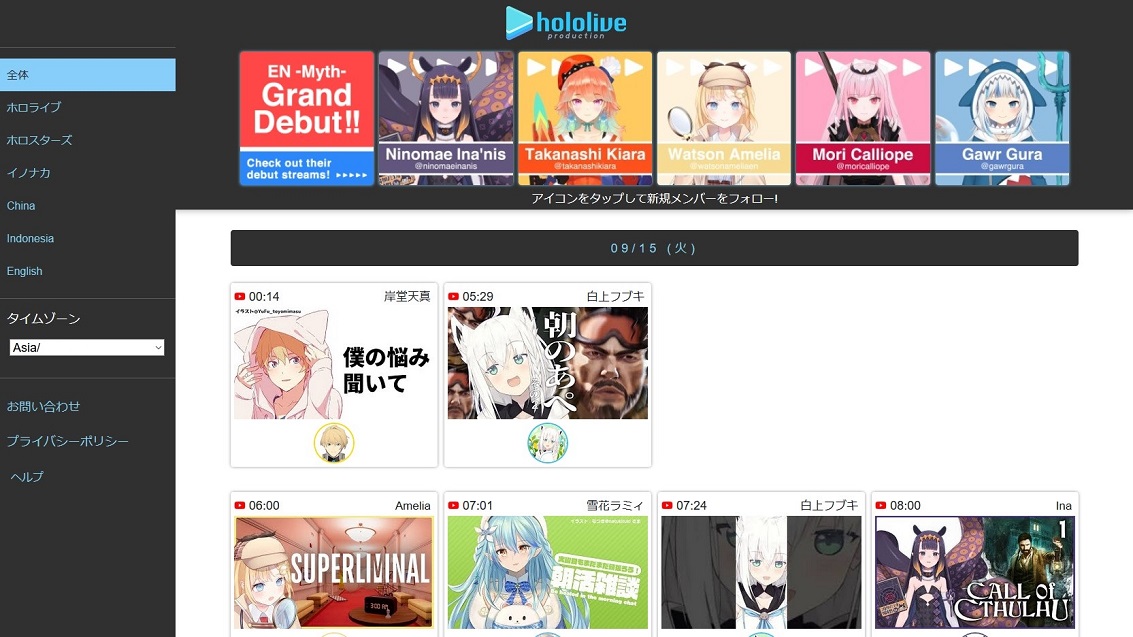 hololive
production
全体
ホロライブ
ホロスターズ
イノナカ
China
Indonesia
English
タイムゾーン
Asia/
お問い合わせ
プライバシーポリシー
ヘルプ
EN -Myth-
Grand
Debut!!
Check out their
debut streams!
Ninomae Ina'nis
@ninomaeinanis
Takanashi Kiara
@takanashikiara
Watson Amelia
@watsonameliaen
Mori Calliope
@moricalliope
Gawr Gura
@gawrgura
アイコンをタップして新規メンバーをフォロー!
09/15 (火)
00:14 岸堂天真
イラスト@YuFu_toyomimasu
僕の悩み
聞いて
05:29 白上フブキ
朝のあぺ
06:00 Amelia
SUPERLIMINAL
3:00 AM
07:01 雪花ラミィ
朝活雑談
07:24 白上フブキ
08:00 Ina
1
CALL of
CTHULHU